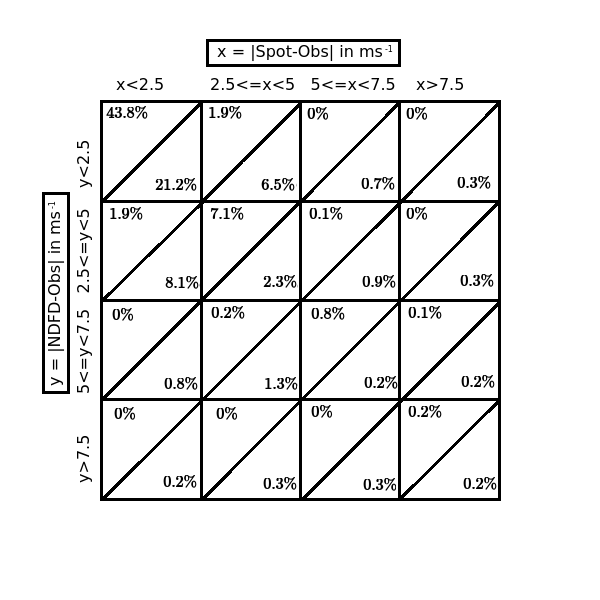 x = |Spot-Obs| in ms⁻¹
x<2.5 2.5<=x<5 5<=x<7.5 x>7.5
y = |NDFD-Obs| in ms⁻¹
y<2.5
43.8% 1.9% 0% 0%
21.2% 6.5% 0.7% 0.3%
2.5<=y<5
1.9% 7.1% 0.1% 0%
8.1% 2.3% 0.9% 0.3%
5<=y<7.5
0% 0.2% 0.8% 0.1%
0.8% 1.3% 0.2% 0.2%
y>7.5
0% 0% 0% 0.2%
0.2% 0.3% 0.3% 0.2%